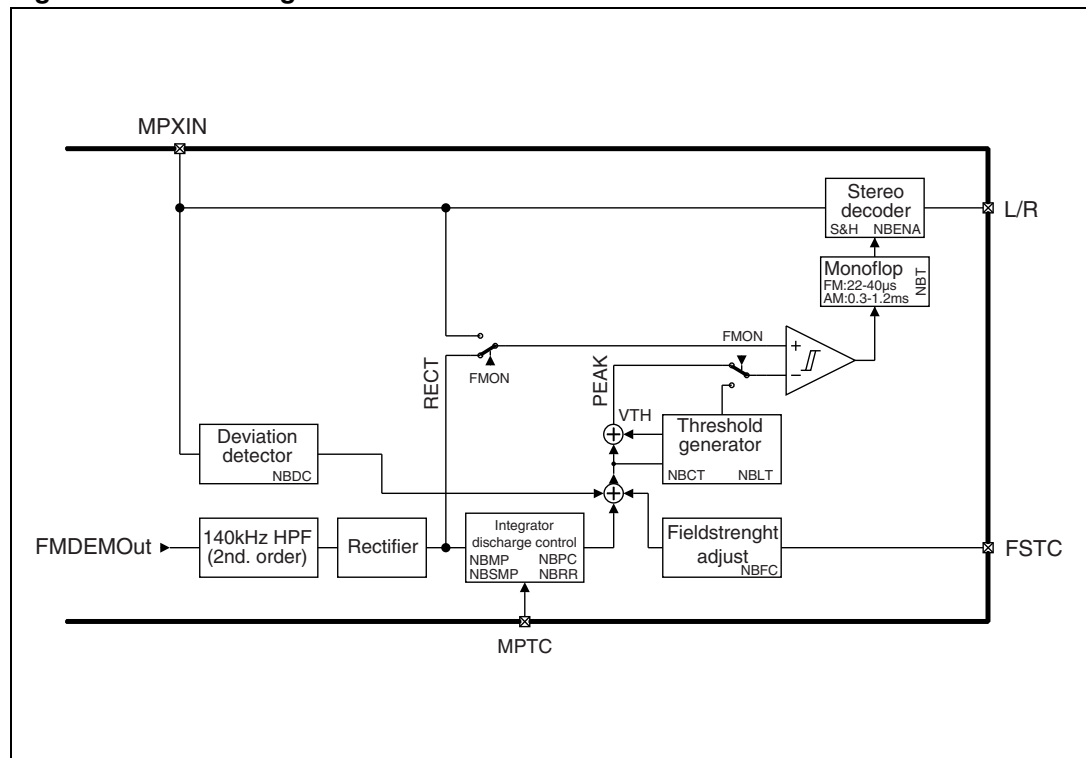 MPXIN
Stereo
decoder
S&H NBENA
L/R
Monoflop
FM:22-40µs
AM:0.3-1.2ms
NBT
FMON
+
−
RECT
FMON
PEAK
VTH
Threshold
generator
NBCT NBLT
Deviation
detector
NBDC
FMDEMOut
140kHz HPF
(2nd. order)
Rectifier
Integrator
discharge control
NBMP NBPC
NBSMP NBRR
Fieldstrenght
adjust
NBFC
FSTC
MPTC